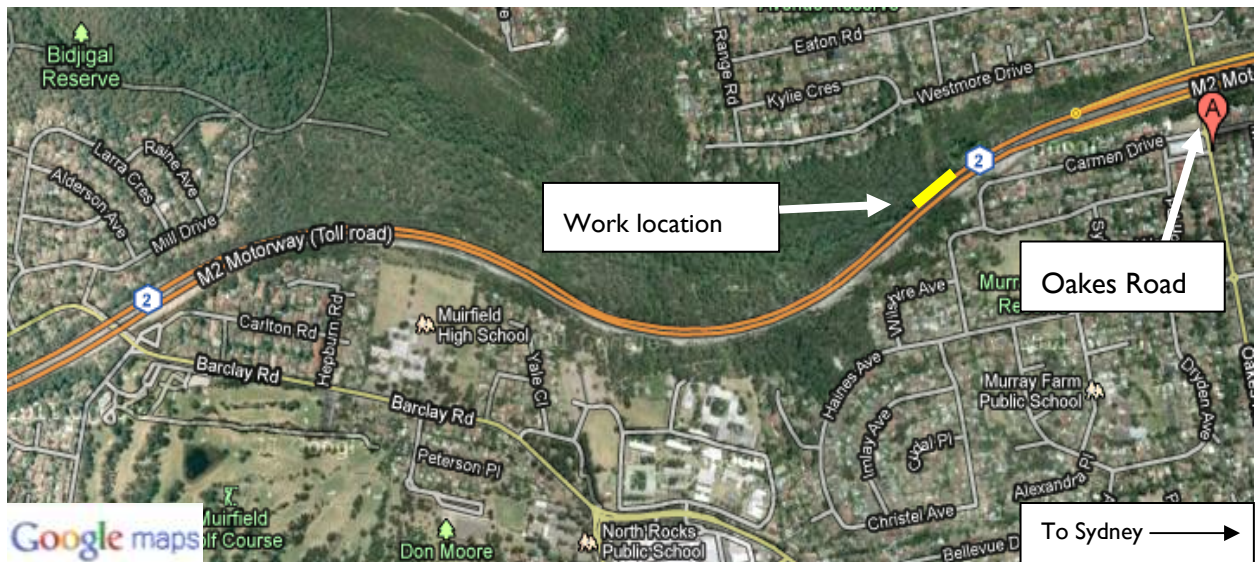 Bidjigal
Reserve
Range Rd
Eaton Rd
Kylie Cres
Westmore Drive
M2 Mot
A
Larra Cres
Raine Ave
Alderson Ave
Mill Drive
Work location
2
Carmen Drive
M2 Motorway (Toll road)
2
Oakes Road
Wilshire Ave
Carlton Rd
Hepburn Rd
Muirfield
High School
Barclay Rd
Yale Cl
Barclay Rd
Haines Ave
Murray Farm
Public School
Dryden Ave
Imlay Ave
Peterson Pl
Alexandra Pl
Christel Ave
Google maps
Don Moore
North Rocks
Public School
Bellevue D
To Sydney